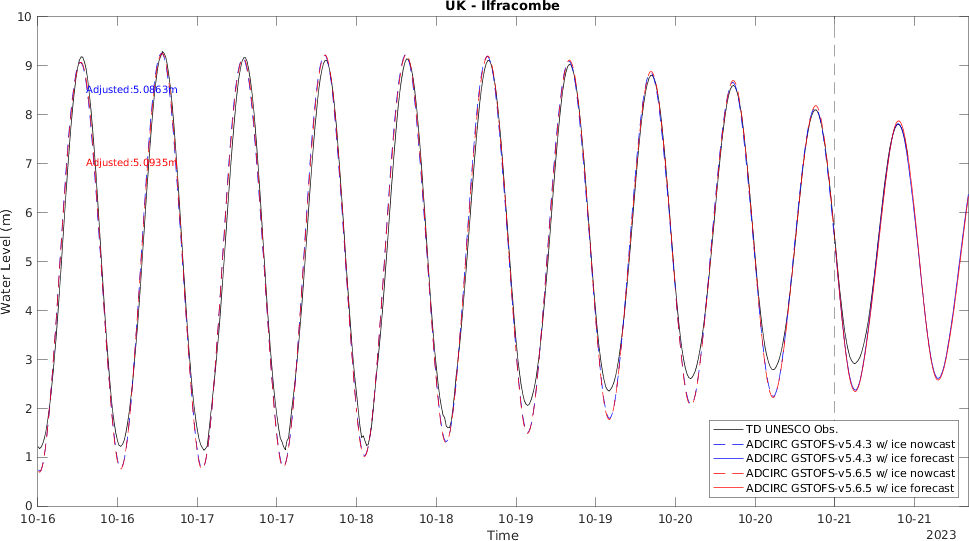 UK - Ilfracombe
10
9
8
7
6
5
4
3
2
1
0
Water Level (m)
Adjusted:5.0863m
Adjusted:5.0935m
TD UNESCO Obs.
ADCIRC GSTOFS-v5.4.3 w/ ice nowcast
ADCIRC GSTOFS-v5.4.3 w/ ice forecast
ADCIRC GSTOFS-v5.6.5 w/ ice nowcast
ADCIRC GSTOFS-v5.6.5 w/ ice forecast
10-16 10-16 10-17 10-17 10-18 10-18 10-19 10-19 10-20 10-20 10-21 10-21
Time
2023